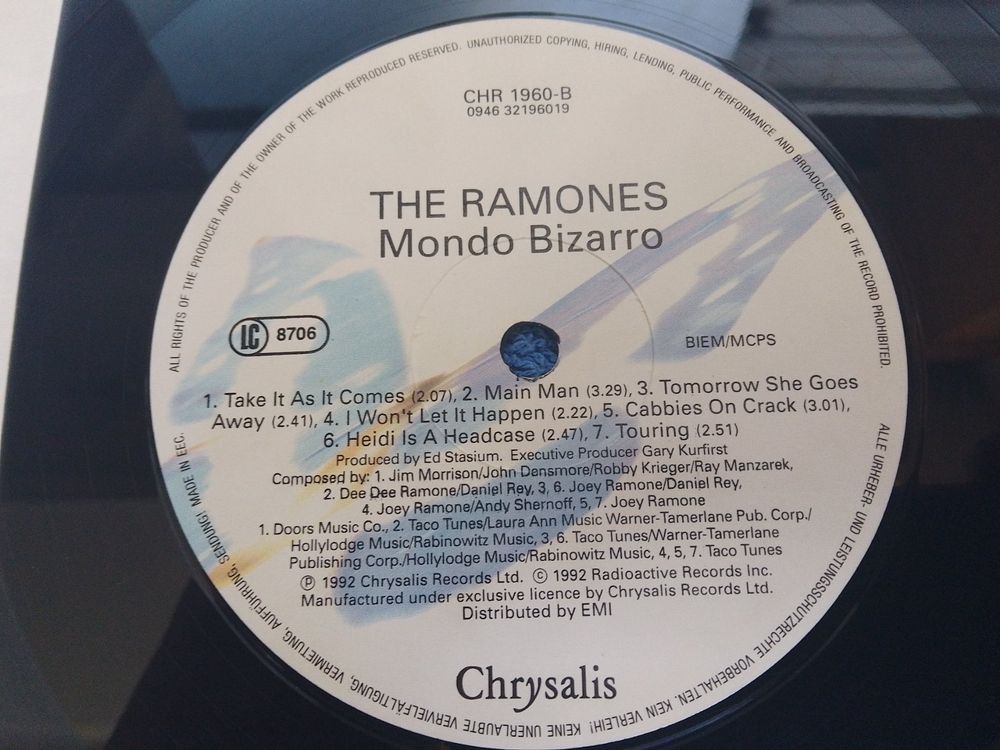 ALL RIGHTS OF THE PRODUCER AND OF THE OWNER OF THE WORK REPRODUCED RESERVED. UNAUTHORIZED COPYING, HIRING, LENDING, PUBLIC PERFORMANCE AND BROADCASTING OF THE RECORD PROHIBITED.
CHR 1960-B
0946 32196019
THE RAMONES
Mondo Bizarro
LC 8706
BIEM/MCPS
1. Take It As It Comes (2.07), 2. Main Man (3.29), 3. Tomorrow She Goes
Away (2.41), 4. I Won't Let It Happen (2.22), 5. Cabbies On Crack (3.01),
6. Heidi Is A Headcase (2.47), 7. Touring (2.51)
Produced by Ed Stasium. Executive Producer Gary Kurfirst
Composed by: 1. Jim Morrison/John Densmore/Robby Krieger/Ray Manzarek,
2. Dee Dee Ramone/Daniel Rey, 3, 6. Joey Ramone/Daniel Rey,
4. Joey Ramone/Andy Shernoff, 5, 7. Joey Ramone
1. Doors Music Co., 2. Taco Tunes/Laura Ann Music Warner-Tamerlane Pub. Corp./
Hollylodge Music/Rabinowitz Music, 3, 6. Taco Tunes/Warner-Tamerlane
Publishing Corp./Hollylodge Music/Rabinowitz Music, 4, 5, 7. Taco Tunes
℗ 1992 Chrysalis Records Ltd. © 1992 Radioactive Records Inc.
Manufactured under exclusive licence by Chrysalis Records Ltd.
Distributed by EMI
Chrysalis
ALLE URHEBER- UND LEISTUNGSSCHUTZRECHTE VORBEHALTEN. KEIN VERLEIH! KEINE UNERLAUBTE VERVIELFÄLTIGUNG, VERMIETUNG, AUFFÜHRUNG, SENDUNG! MADE IN EEC.